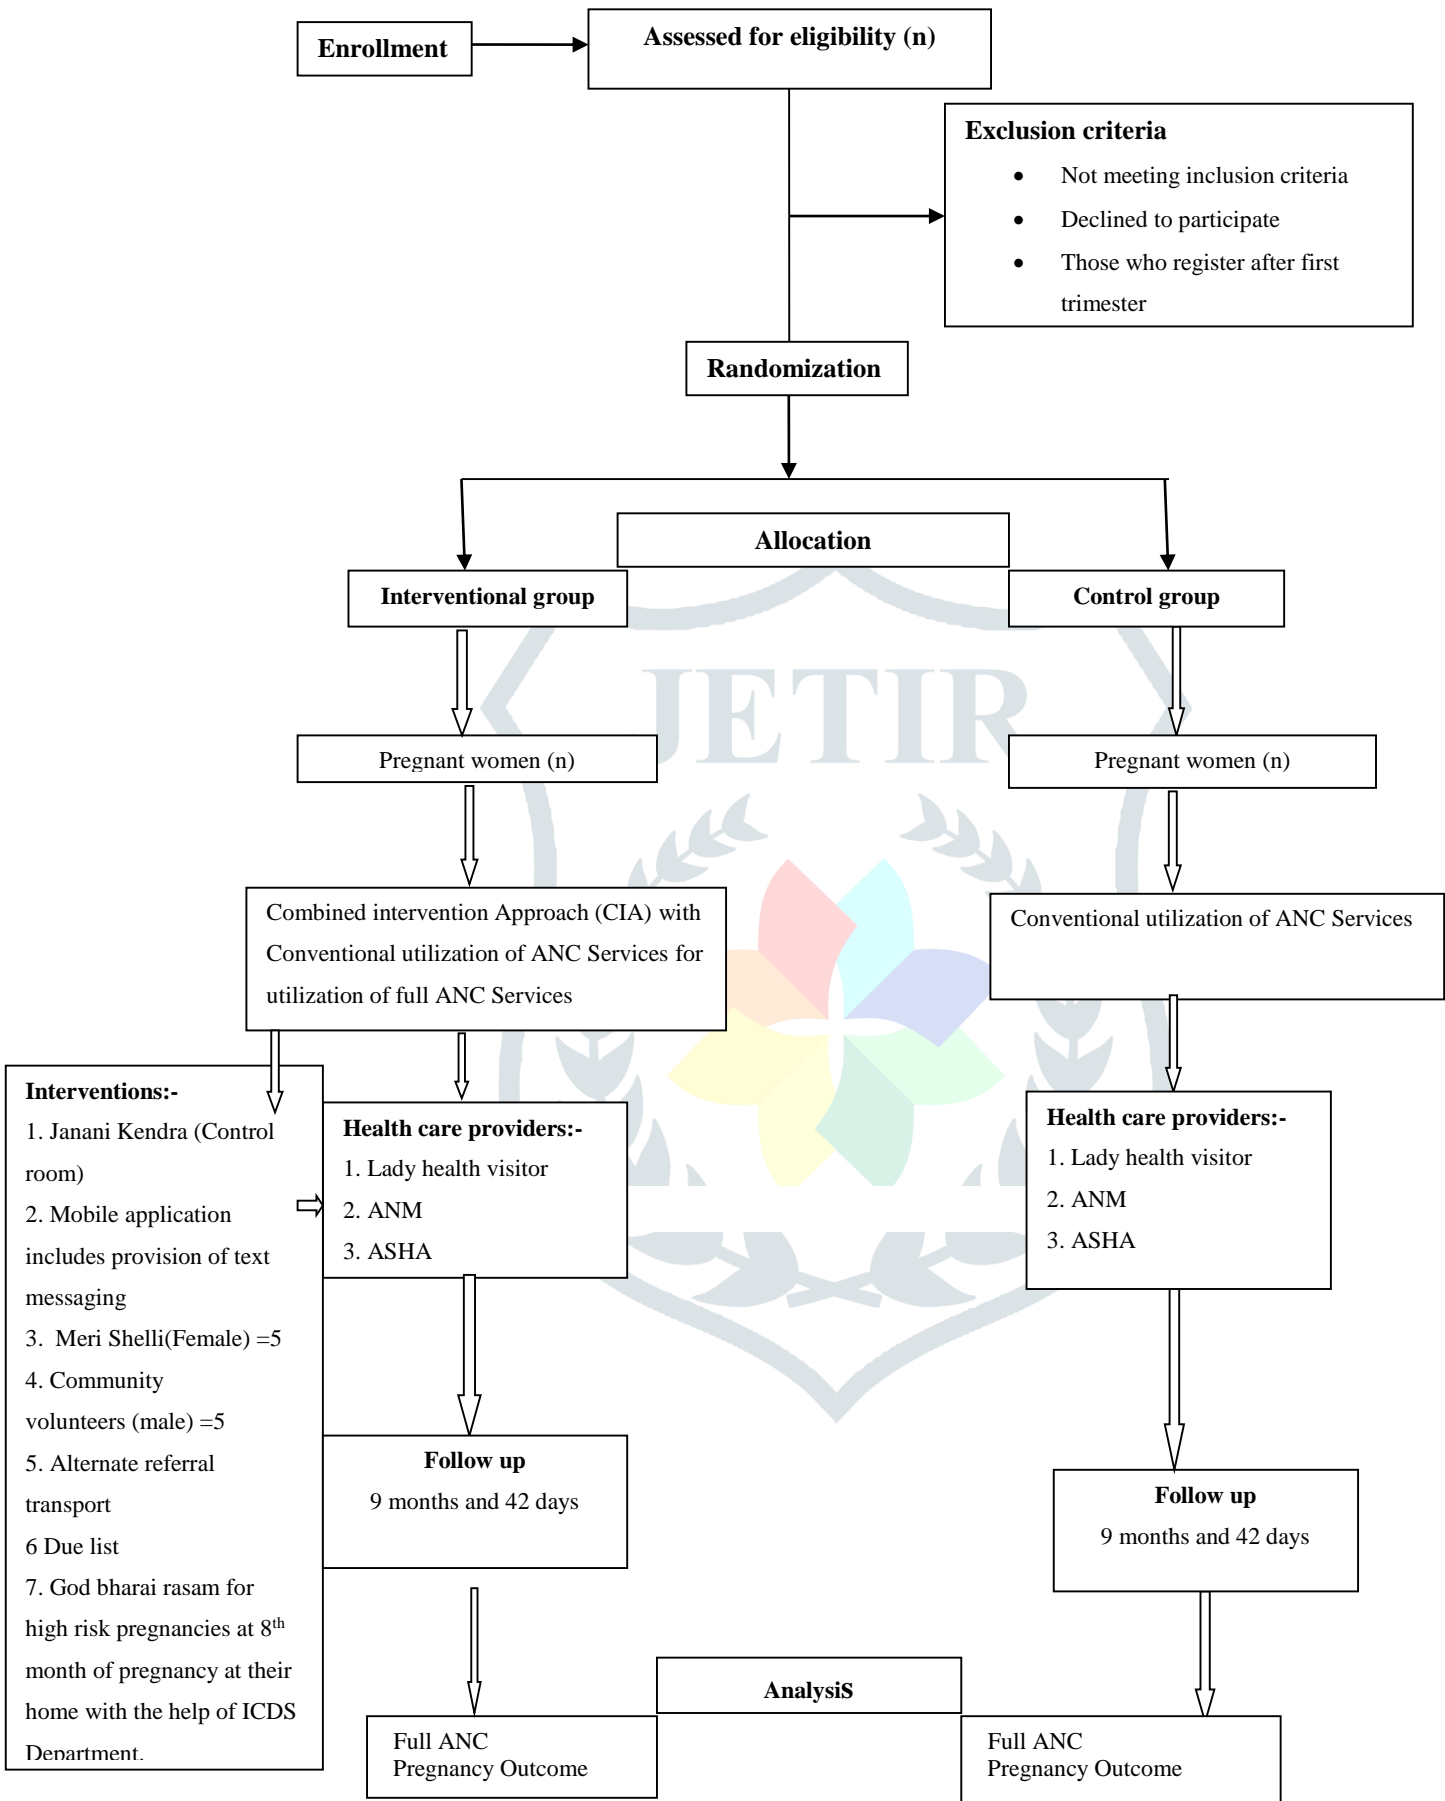 Enrollment
Assessed for eligibility (n)
Exclusion criteria
• Not meeting inclusion criteria
• Declined to participate
• Those who register after first
trimester
Randomization
Allocation
Interventional group
Control group
JETIR
Pregnant women (n)
Pregnant women (n)
Combined intervention Approach (CIA) with
Conventional utilization of ANC Services for
utilization of full ANC Services
Conventional utilization of ANC Services
Interventions:-
1. Janani Kendra (Control
room)
2. Mobile application
includes provision of text
messaging
3. Meri Shelli(Female) =5
4. Community
volunteers (male) =5
5. Alternate referral
transport
6 Due list
7. God bharai rasam for
high risk pregnancies at 8th
month of pregnancy at their
home with the help of ICDS
Department.
Health care providers:-
1. Lady health visitor
2. ANM
3. ASHA
Health care providers:-
1. Lady health visitor
2. ANM
3. ASHA
Follow up
9 months and 42 days
Follow up
9 months and 42 days
AnalysiS
Full ANC
Pregnancy Outcome
Full ANC
Pregnancy Outcome